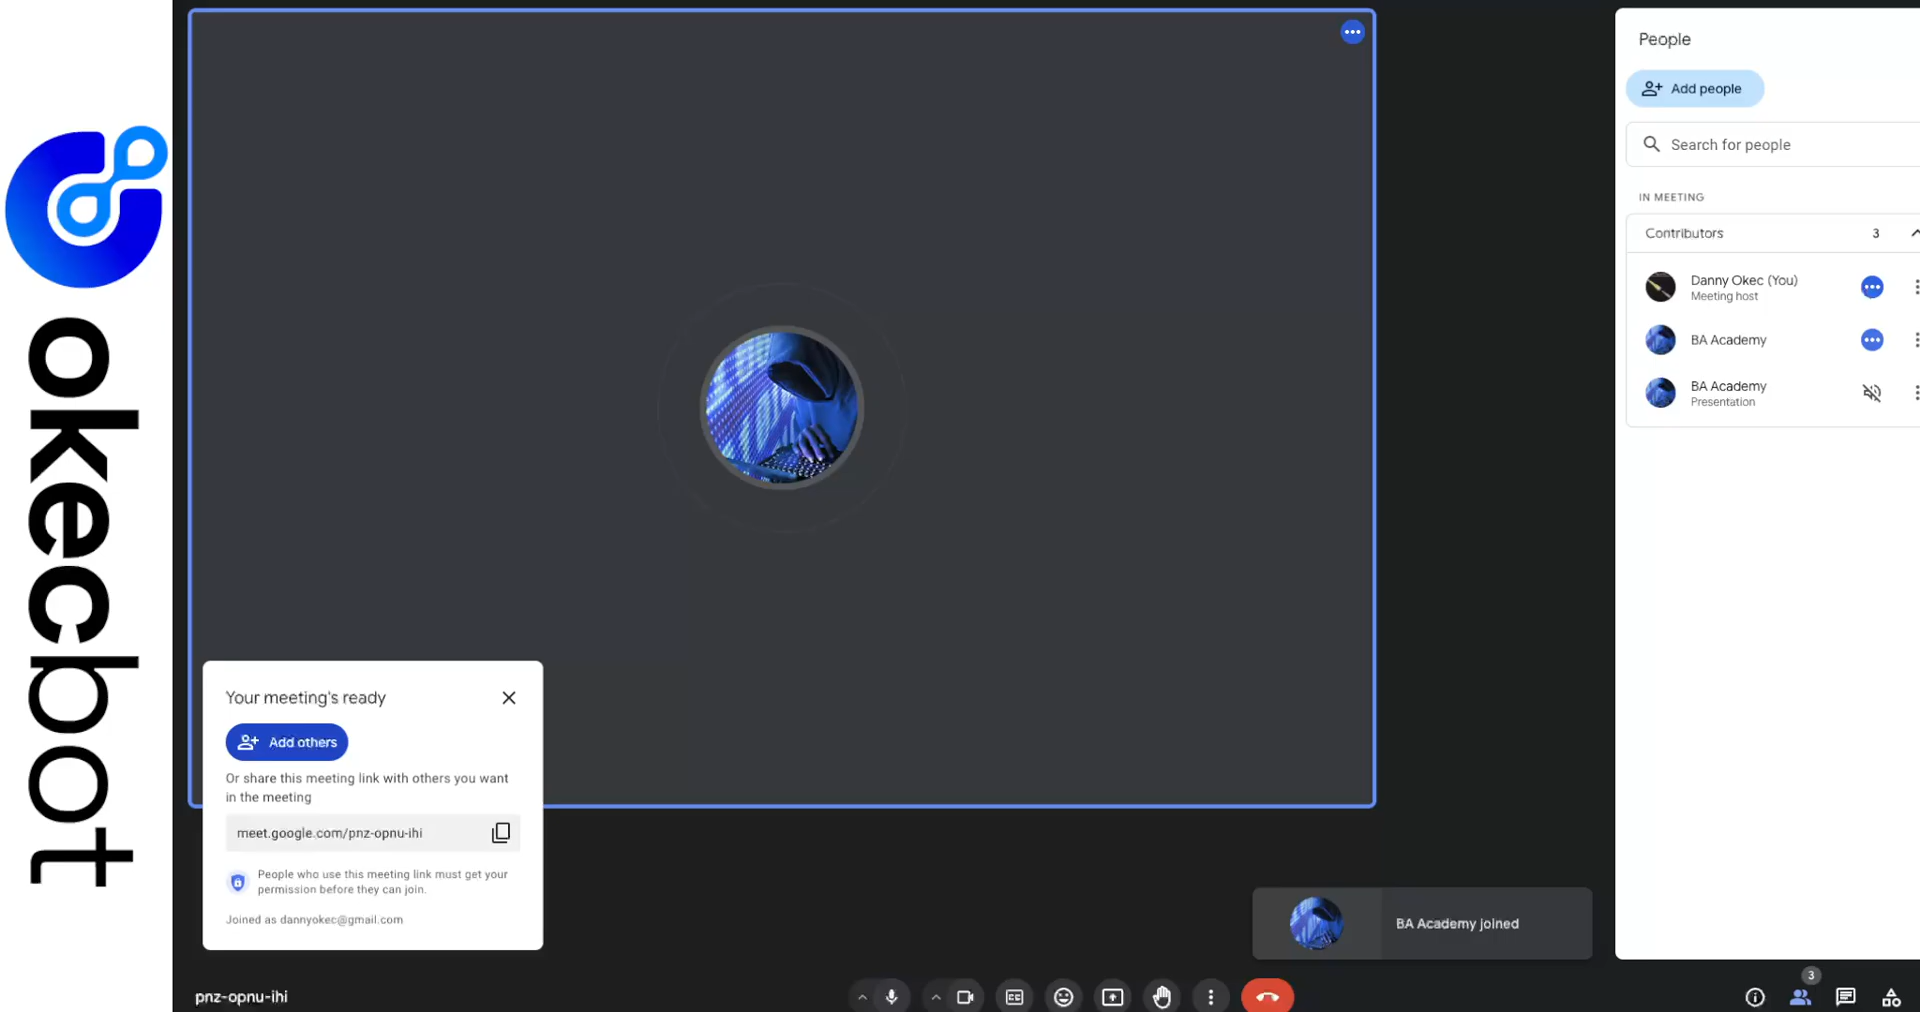 okecbot
People
Add people
Search for people
IN MEETING
Contributors 3
Danny Okec (You)
Meeting host
BA Academy
BA Academy
Presentation
Your meeting's ready
Add others
Or share this meeting link with others you want
in the meeting
meet.google.com/pnz-opnu-ihi
People who use this meeting link must get your
permission before they can join.
Joined as dannyokec@gmail.com
BA Academy joined
pnz-opnu-ihi
3